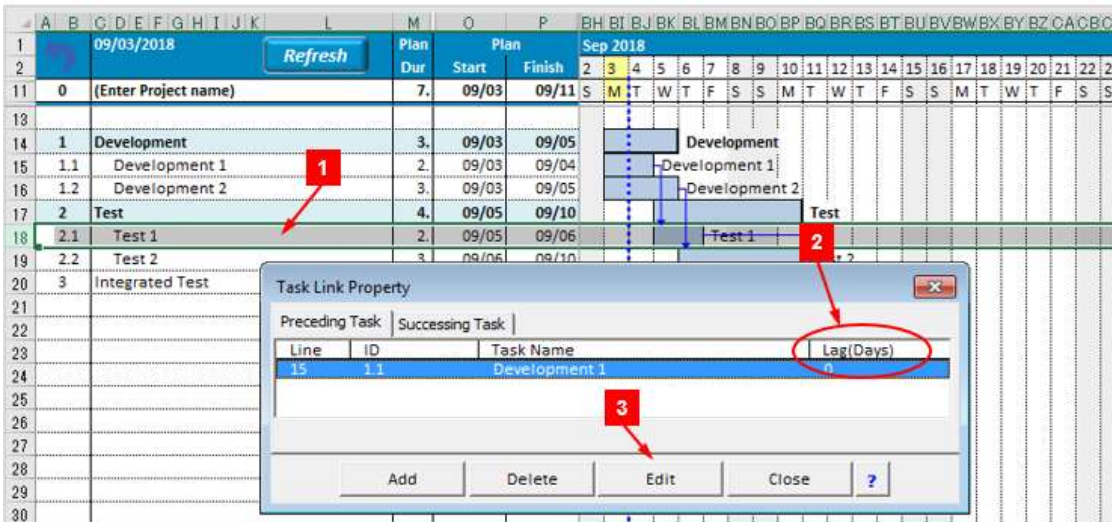 A B C D E F G H I J K L M O P BH BI BJ BK BL BM BN BO BP BQ BR BS BT BU BV BW BX BY BZ CA CB
1 09/03/2018 Refresh Plan Plan Sep 2018
2 Dur Start Finish 2 3 4 5 6 7 8 9 10 11 12 13 14 15 16 17 18 19 20 21 22
11 0 (Enter Project name) 7. 09/03 09/11 S M T W T F S S M T W T F S S M T W T F S S
13
14 1 Development 3. 09/03 09/05 Development
15 1.1 Development 1 2. 09/03 09/04 Development 1
16 1.2 Development 2 3. 09/03 09/05 Development 2
17 2 Test 4. 09/05 09/10 Test
18 2.1 Test 1 2. 09/05 09/06 Test 1
19 2.2 Test 2 3. 09/06 09/10 2
20 3 Integrated Test
21
22
23
24
25
26
27
28
29
30
1
2
3
Task Link Property
Preceding Task Successing Task
Line ID Task Name Lag(Days)
15 1.1 Development 1 0
Add Delete Edit Close ?